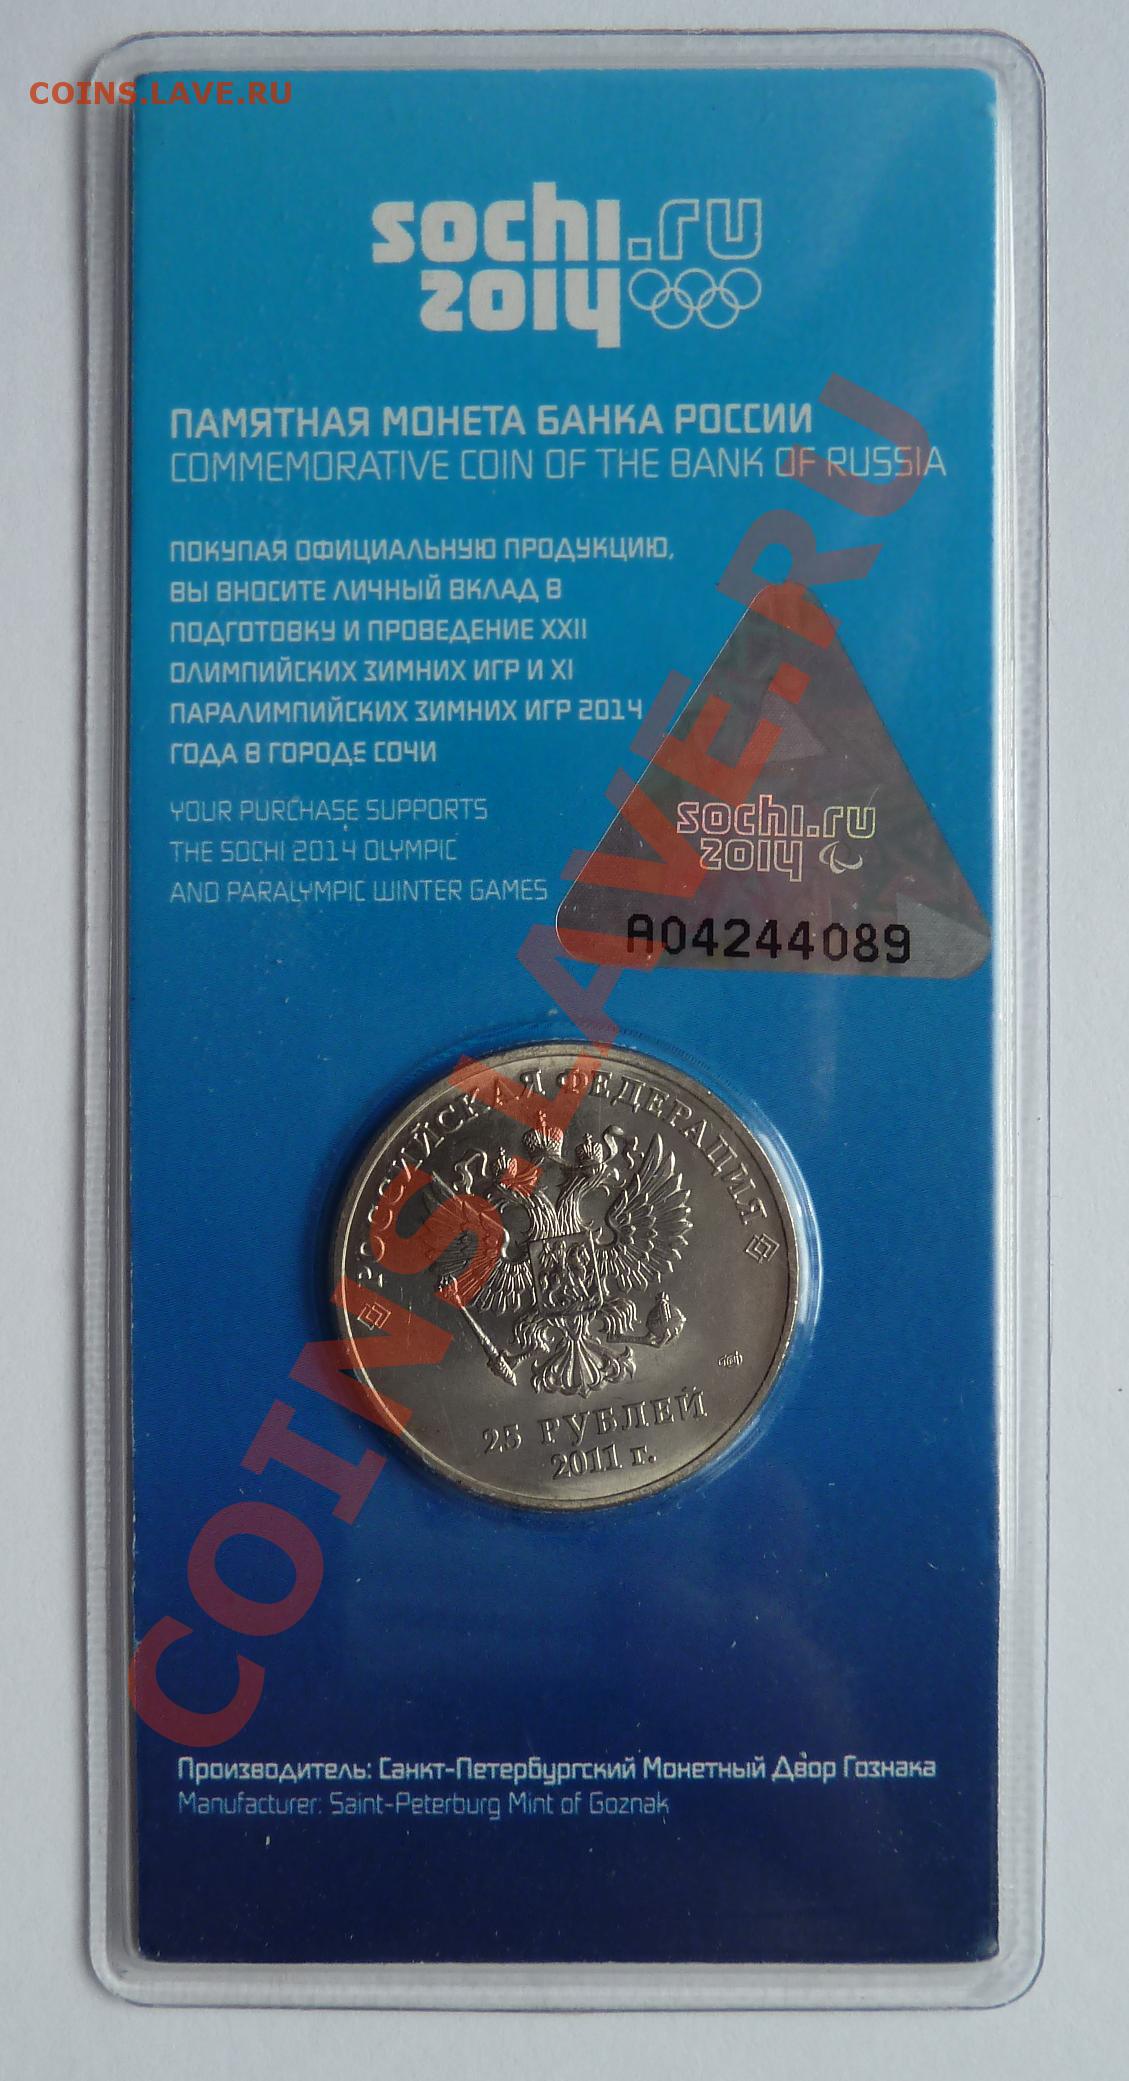 COINS.LAVE.RU
sochi.ru
2014
ПАМЯТНАЯ МОНЕТА БАНКА РОССИИ
COMMEMORATIVE COIN OF THE BANK OF RUSSIA
ПОКУПАЯ ОФИЦИАЛЬНУЮ ПРОДУКЦИЮ,
ВЫ ВНОСИТЕ ЛИЧНЫЙ ВКЛАД В
ПОДГОТОВКУ И ПРОВЕДЕНИЕ XXII
ОЛИМПИЙСКИХ ЗИМНИХ ИГР И XI
ПАРАЛИМПИЙСКИХ ЗИМНИХ ИГР 2014
ГОДА В ГОРОДЕ СОЧИ
YOUR PURCHASE SUPPORTS
THE SOCHI 2014 OLYMPIC
AND PARALYMPIC WINTER GAMES
sochi.ru
2014
A04244089
COINS.LAVE.RU
РОССИЙСКАЯ ФЕДЕРАЦИЯ
25 РУБЛЕЙ
2011 г.
Производитель: Санкт-Петербургский Монетный Двор Гознака
Manufacturer: Saint-Peterburg Mint of Goznak